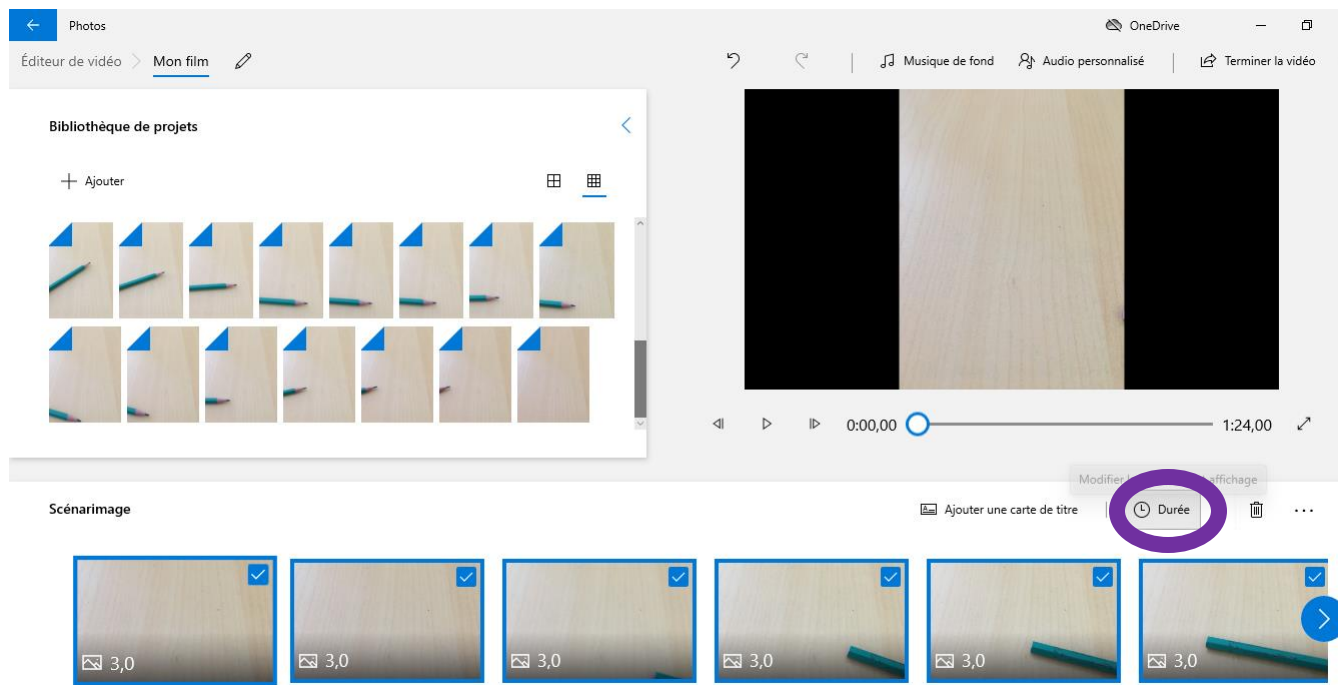 Photos
OneDrive
Éditeur de vidéo
Mon film
Musique de fond
Audio personnalisé
Terminer la vidéo
Bibliothèque de projets
Ajouter
0:00,00
1:24,00
Modifier l
affichage
Scénarimage
Ajouter une carte de titre
Durée
...
3,0
3,0
3,0
3,0
3,0
3,0